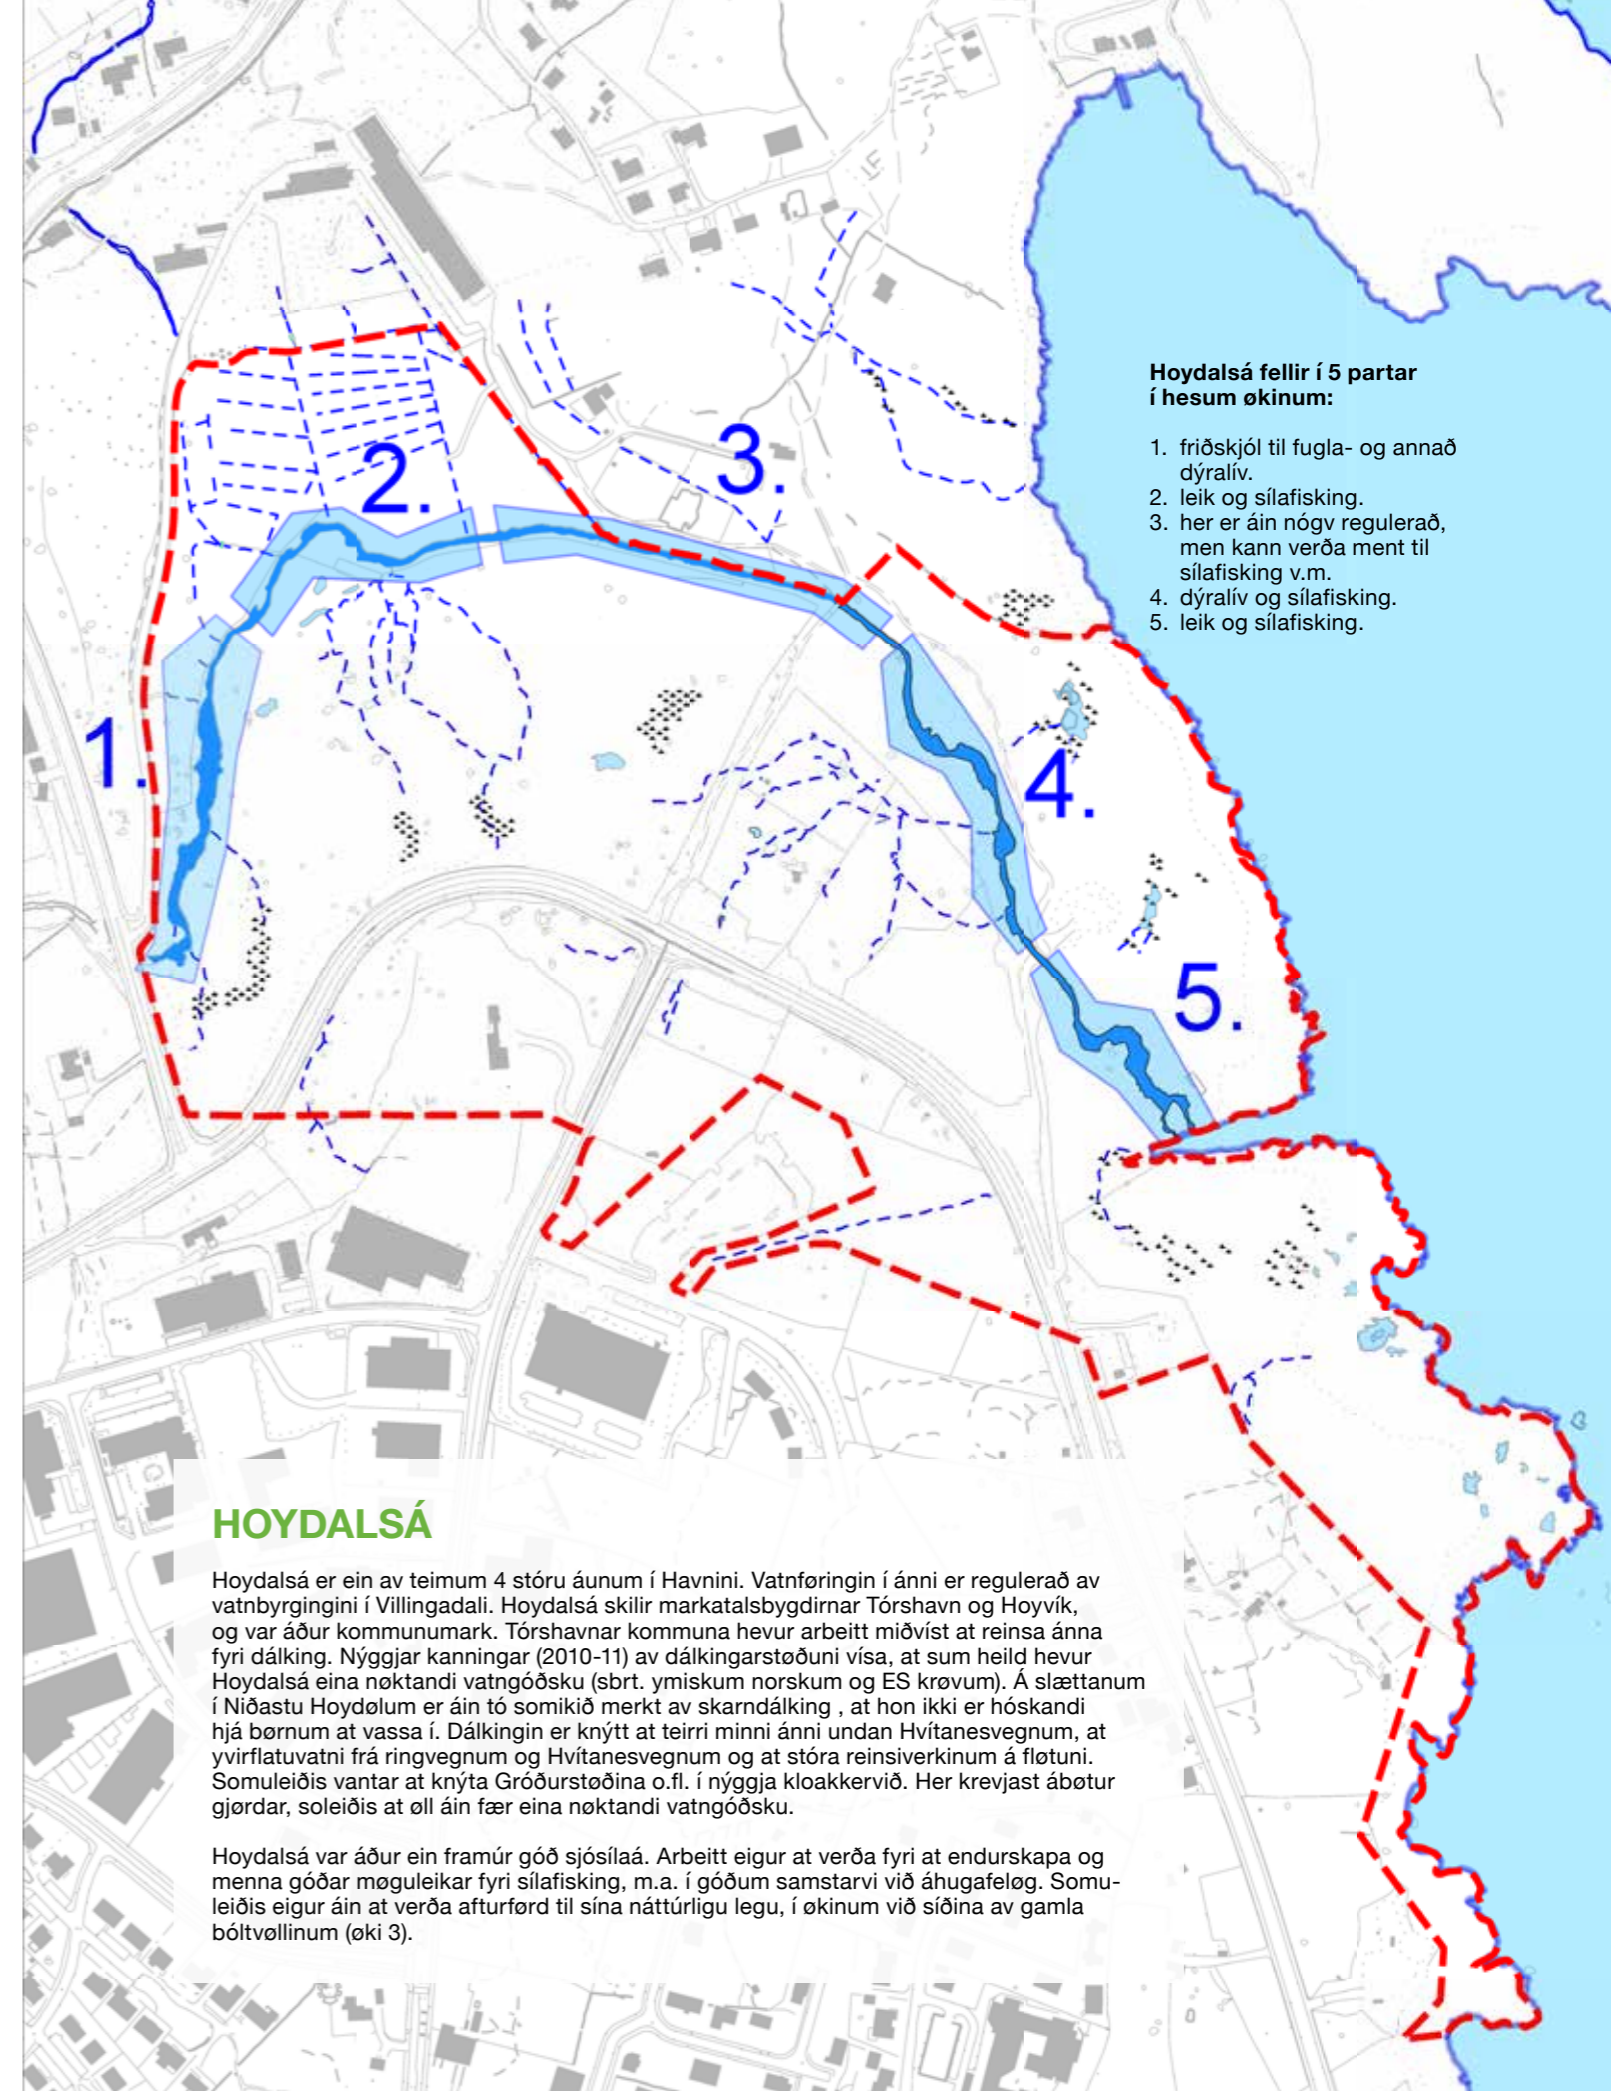 Hoydalsá fellir í 5 partar
í hesum økinum:
1. friðskjól til fugla- og annað
dýralív.
2. leik og sílafisking.
3. her er áin nógv regulerað,
men kann verða ment til
sílafisking v.m.
4. dýralív og sílafisking.
5. leik og sílafisking.
2.
3.
1.
4.
5.
HOYDALSÁ
Hoydalsá er ein av teimum 4 stóru áunum í Havnini. Vatnføringin í ánni er regulerað av
vatnbyrgingini í Villingadali. Hoydalsá skilir markatalsbygdirnar Tórshavn og Hoyvík,
og var áður kommunumark. Tórshavnar kommuna hevur arbeitt miðvíst at reinsa ánna
fyri dálking. Nýggjar kanningar (2010-11) av dálkingarstøðuni vísa, at sum heild hevur
Hoydalsá eina nøktandi vatngóðsku (sbrt. ymiskum norskum og ES krøvum). Á slættanum
í Niðastu Hoydølum er áin tó somikið merkt av skarndálking , at hon ikki er hóskandi
hjá børnum at vassa í. Dálkingin er knýtt at teirri minni ánni undan Hvítanesvegnum, at
yvirflatuvatni frá ringvegnum og Hvítanesvegnum og at stóra reinsiverkinum á fløtuni.
Somuleiðis vantar at knýta Gróðurstøðina o.fl. í nýggja kloakkervið. Her krevjast ábøtur
gjørdar, soleiðis at øll áin fær eina nøktandi vatngóðsku.
Hoydalsá var áður ein framúr góð sjósílaá. Arbeitt eigur at verða fyri at endurskapa og
menna góðar møguleikar fyri sílafisking, m.a. í góðum samstarvi við áhugafeløg. Somu-
leiðis eigur áin at verða afturførd til sína náttúrligu legu, í økinum við síðina av gamla
bóltvøllinum (øki 3).